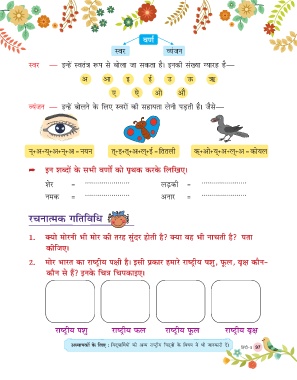 वर्ण
स्वर व्यंजन
स्वर — इन्हें स्वतंत्र रूप से बोला जा सकता है। इनकी संख्या ग्यारह है—
अ आ इ ई उ ऊ ऋ
ए ऐ ओ औ
व्यंजन — इन्हें बोलने के लिए स्वरों की सहायता लेनी पड़ती है। जैसे—
न्+अ+य्+अ+न्+अ = नयन त्+इ+त्+अ+ल्+ई = तितली क्+ओ+य्+अ+ल्+अ = कोयल
इन शब्दों के सभी वर्णों को पृथक करके लिखिए।
शेर = ........................ लड़की = ........................
नमक = ........................ अनार = ........................
रचनात्मक गतिविधि
1. क्या मोरनी भी मोर की तरह सुंदर होती है? क्या वह भी नाचती है? पता
कीजिए।
2. मोर भारत का राष्ट्रीय पक्षी है। इसी प्रकार हमारे राष्ट्रीय पशु, फूल, वृक्ष कौन-
कौन से हैं? इनके चित्र चिपकाइए।
राष्ट्रीय पशु राष्ट्रीय फल राष्ट्रीय फूल राष्ट्रीय वृक्ष
अध्यापकों के लिए : विद्यार्थियों को अन्य राष्ट्रीय चिह्नों के विषय में भी जानकारी दें।
97